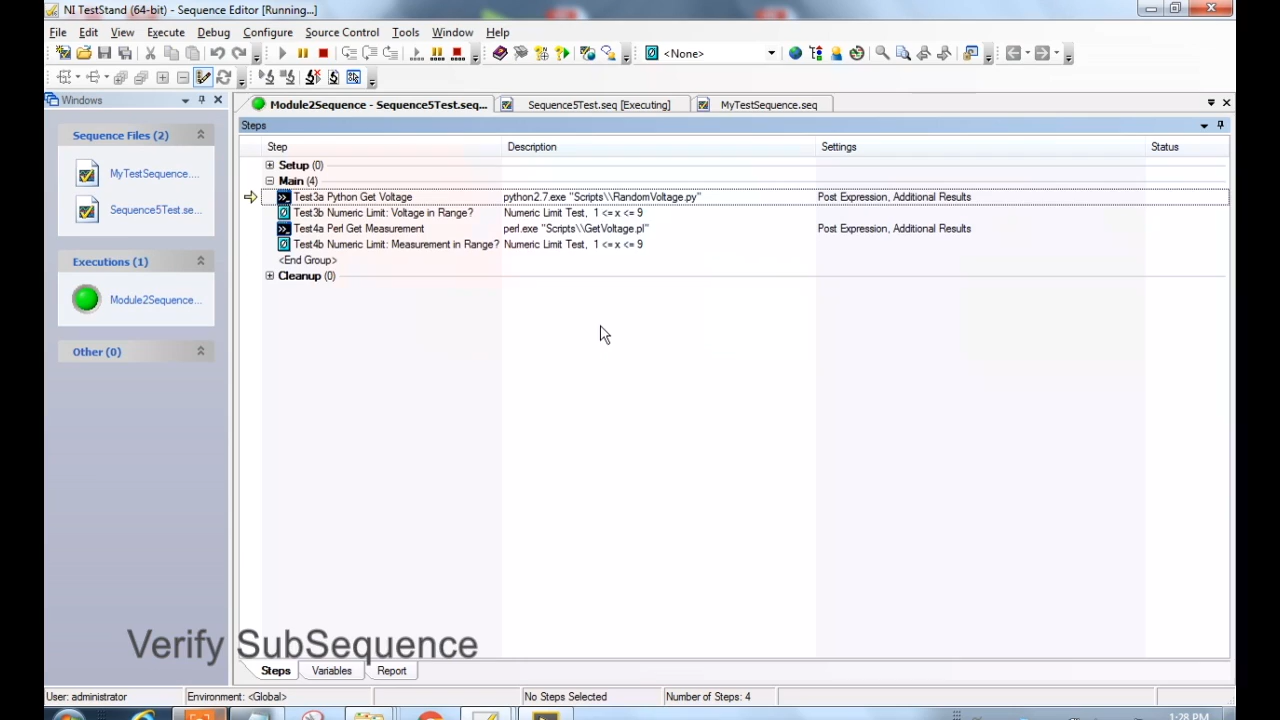 NI TestStand (64-bit) - Sequence Editor [Running...]
File Edit View Execute Debug Configure Source Control Tools Window Help
<None>
Windows
Module2Sequence - Sequence5Test.seq... Sequence5Test.seq [Executing] MyTestSequence.seq
Steps
Sequence Files (2)
MyTestSequence....
Sequence5Test.se...
Executions (1)
Module2Sequence...
Other (0)
Step Description Settings Status
Setup (0)
Main (4)
Test3a Python Get Voltage python2.7.exe "Scripts\\RandomVoltage.py" Post Expression, Additional Results
Test3b Numeric Limit: Voltage in Range? Numeric Limit Test, 1 <= x <= 9
Test4a Perl Get Measurement perl.exe "Scripts\\GetVoltage.pl" Post Expression, Additional Results
Test4b Numeric Limit: Measurement in Range? Numeric Limit Test, 1 <= x <= 9
<End Group>
Cleanup (0)
Verify SubSequence
Steps Variables Report
User: administrator Environment: <Global> No Steps Selected Number of Steps: 4
1:28 PM